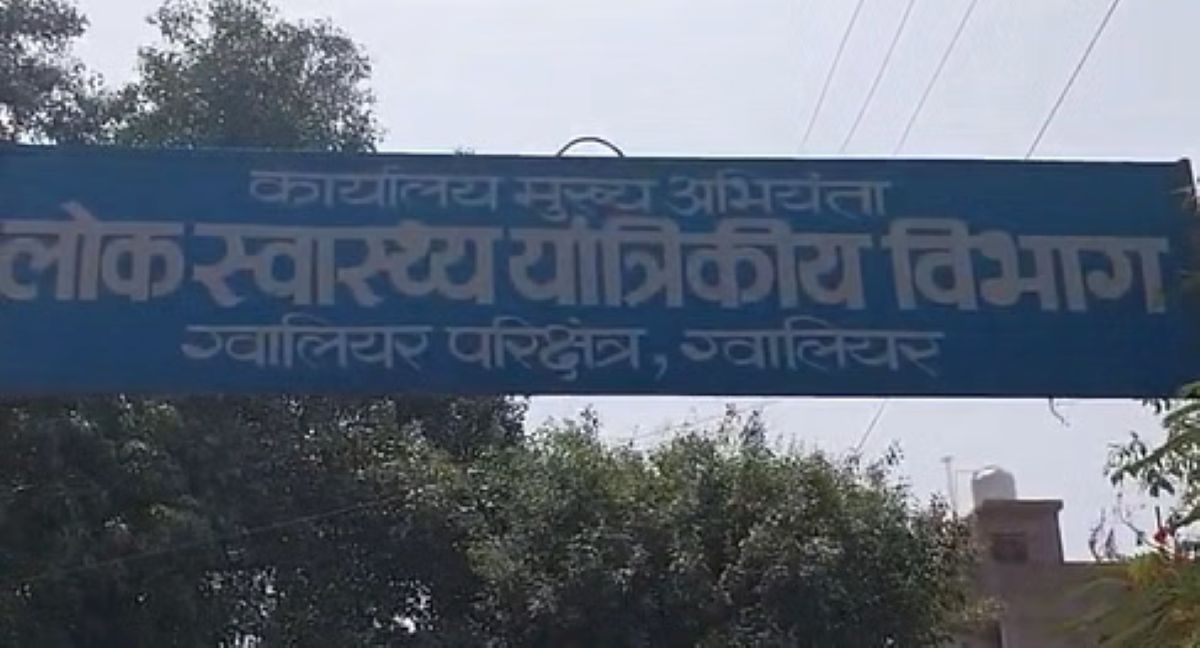 कार्यालय मुख्य अभियंता
लोक स्वास्थ्य यांत्रिकीय विभाग
ग्वालियर परिक्षेत्र, ग्वालियर